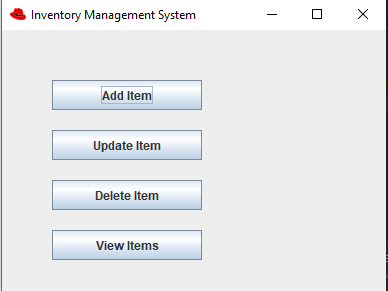 Inventory Management System
Add Item
Update Item
Delete Item
View Items